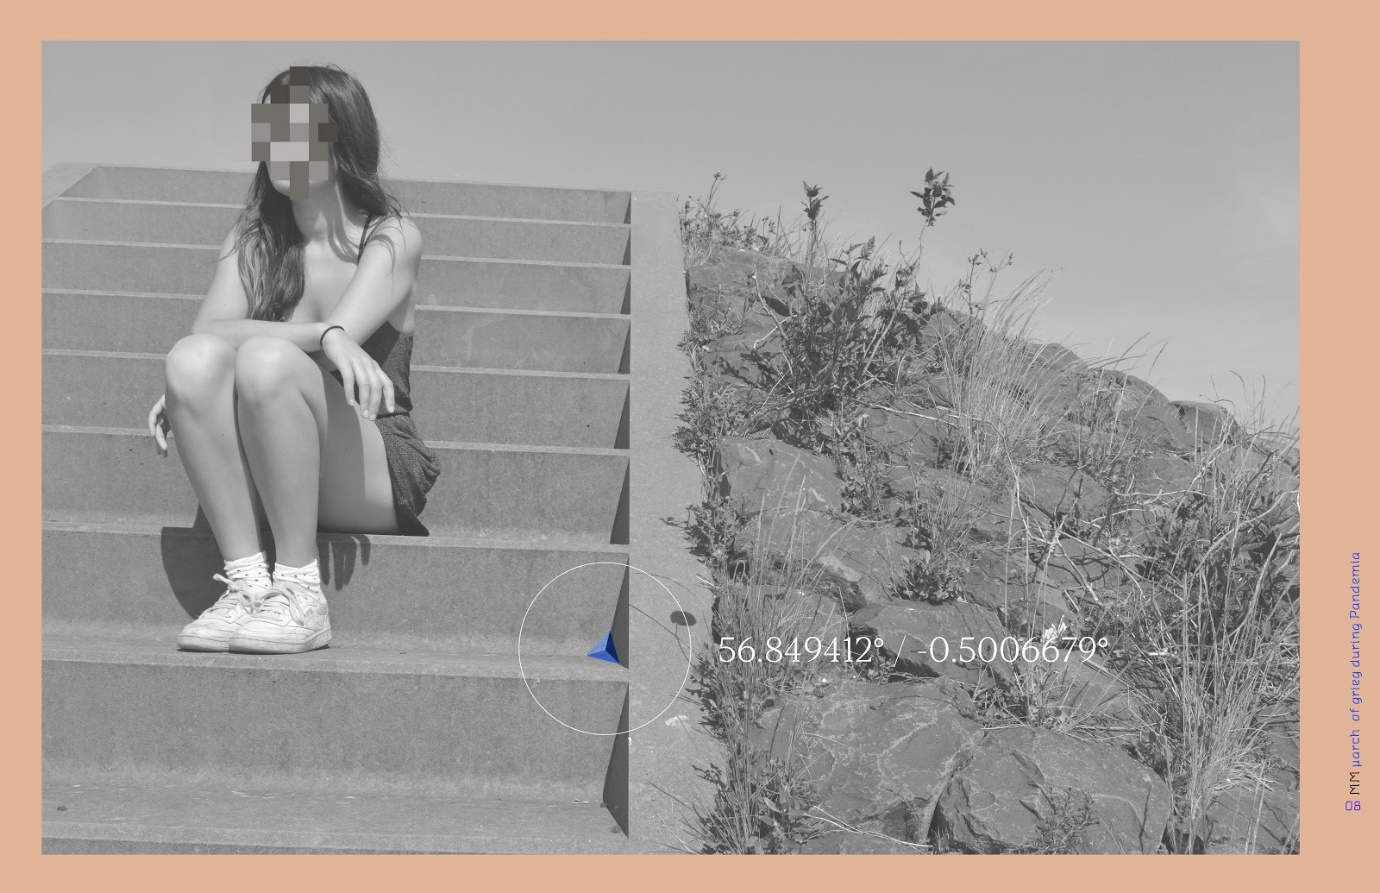 56.849412° / -0.5006679°
08 MM µarch of grieg during Pandemia